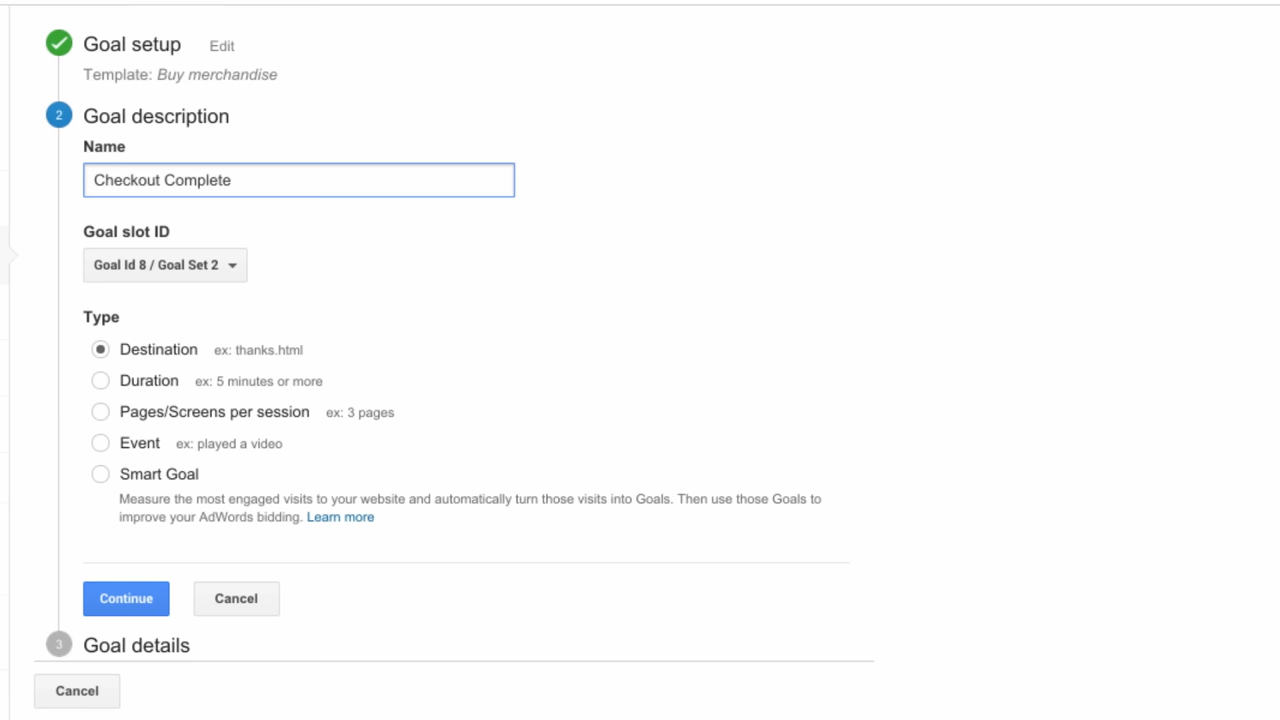 Goal setup Edit
Template: Buy merchandise
2 Goal description
Name
Checkout Complete
Goal slot ID
Goal Id 8 / Goal Set 2
Type
Destination ex: thanks.html
Duration ex: 5 minutes or more
Pages/Screens per session ex: 3 pages
Event ex: played a video
Smart Goal
Measure the most engaged visits to your website and automatically turn those visits into Goals. Then use those Goals to
improve your AdWords bidding. Learn more
Continue Cancel
3 Goal details
Cancel